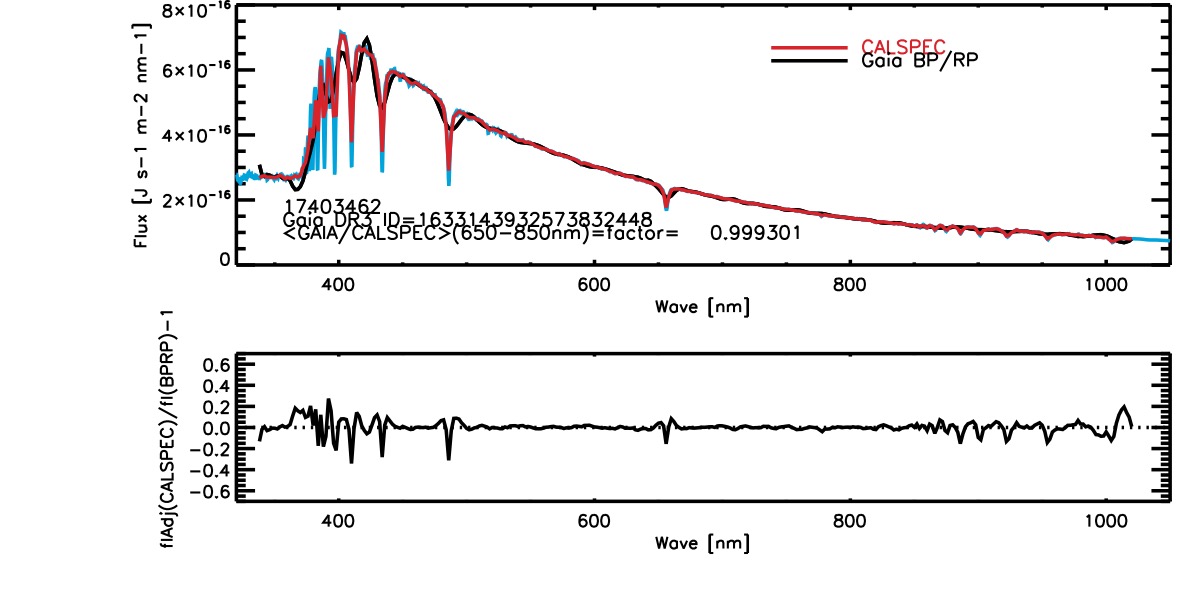 8×10−16
6×10−16
4×10−16
2×10−16
0
Flux [J s−1 m−2 nm−1]
CALSPEC
Gaia BP/RP
17403462
Gaia DR3 ID=1633143932573832448
<GAIA/CALSPEC>(650−850nm)=factor= 0.999301
400 600 800 1000
Wave [nm]
flAdj(CALSPEC)/fl(BPRP)−1
0.6
0.4
0.2
0.0
−0.2
−0.4
−0.6
400 600 800 1000
Wave [nm]